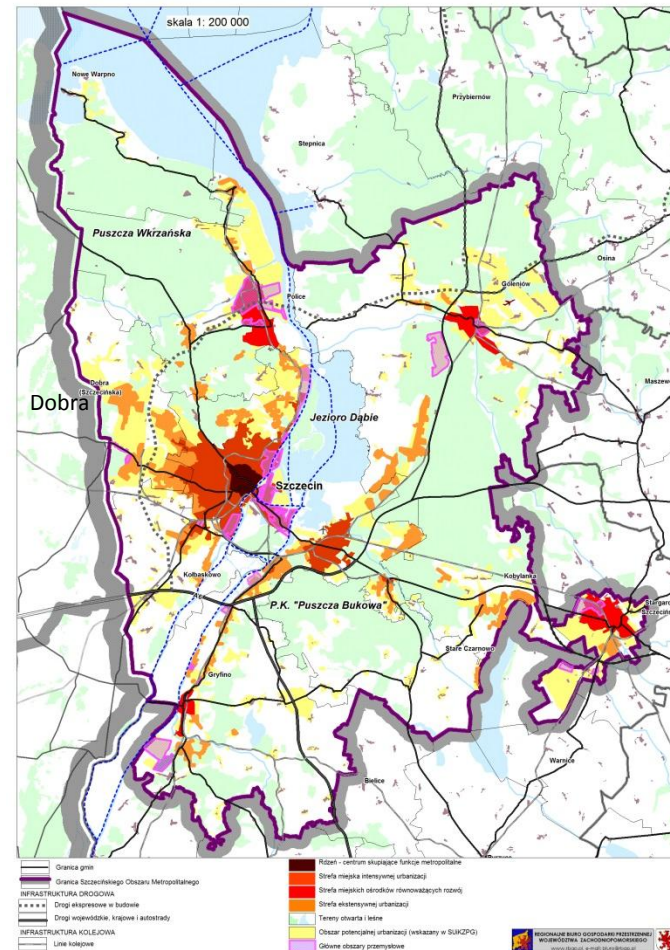 skala 1: 200 000
Nowe Warpno
Przybiernów
Stepnica
Puszcza Wkrzańska
Osina
Goleniów
Police
Dobra
(Szczecińska)
Dobra
Maszewo
Jezioro Dąbie
Szczecin
Kołbaskowo
Kobylanka
P.K. "Puszcza Bukowa"
Stargard
Szczeciński
Stare Czarnowo
Gryfino
Warnice
Bielice
Granica gmin
Granica Szczecińskiego Obszaru Metropolitalnego
INFRASTRUKTURA DROGOWA
Drogi ekspresowe w budowie
Drogi wojewódzkie, krajowe i autostrady
INFRASTRUKTURA KOLEJOWA
Linie kolejowe
Rdzeń - centrum skupiające funkcje metropolitalne
Strefa miejska intensywnej urbanizacji
Strefa miejskich ośrodków równoważących rozwój
Strefa ekstensywnej urbanizacji
Tereny otwarte i leśne
Obszar potencjalnej urbanizacji (wskazany w SUiKZPG)
Główne obszary przemysłowe
REGIONALNE BIURO GOSPODARKI PRZESTRZENNEJ
WOJEWÓDZTWA ZACHODNIOPOMORSKIEGO